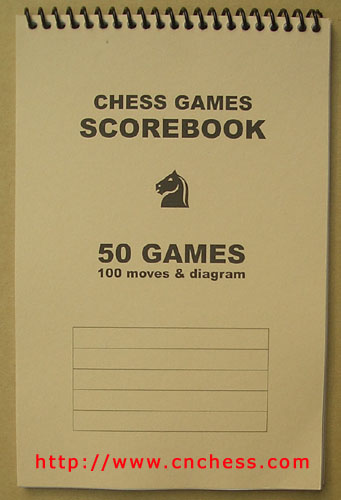 CHESS GAMES
SCOREBOOK
50 GAMES
100 moves & diagram
http://www.cnchess.com